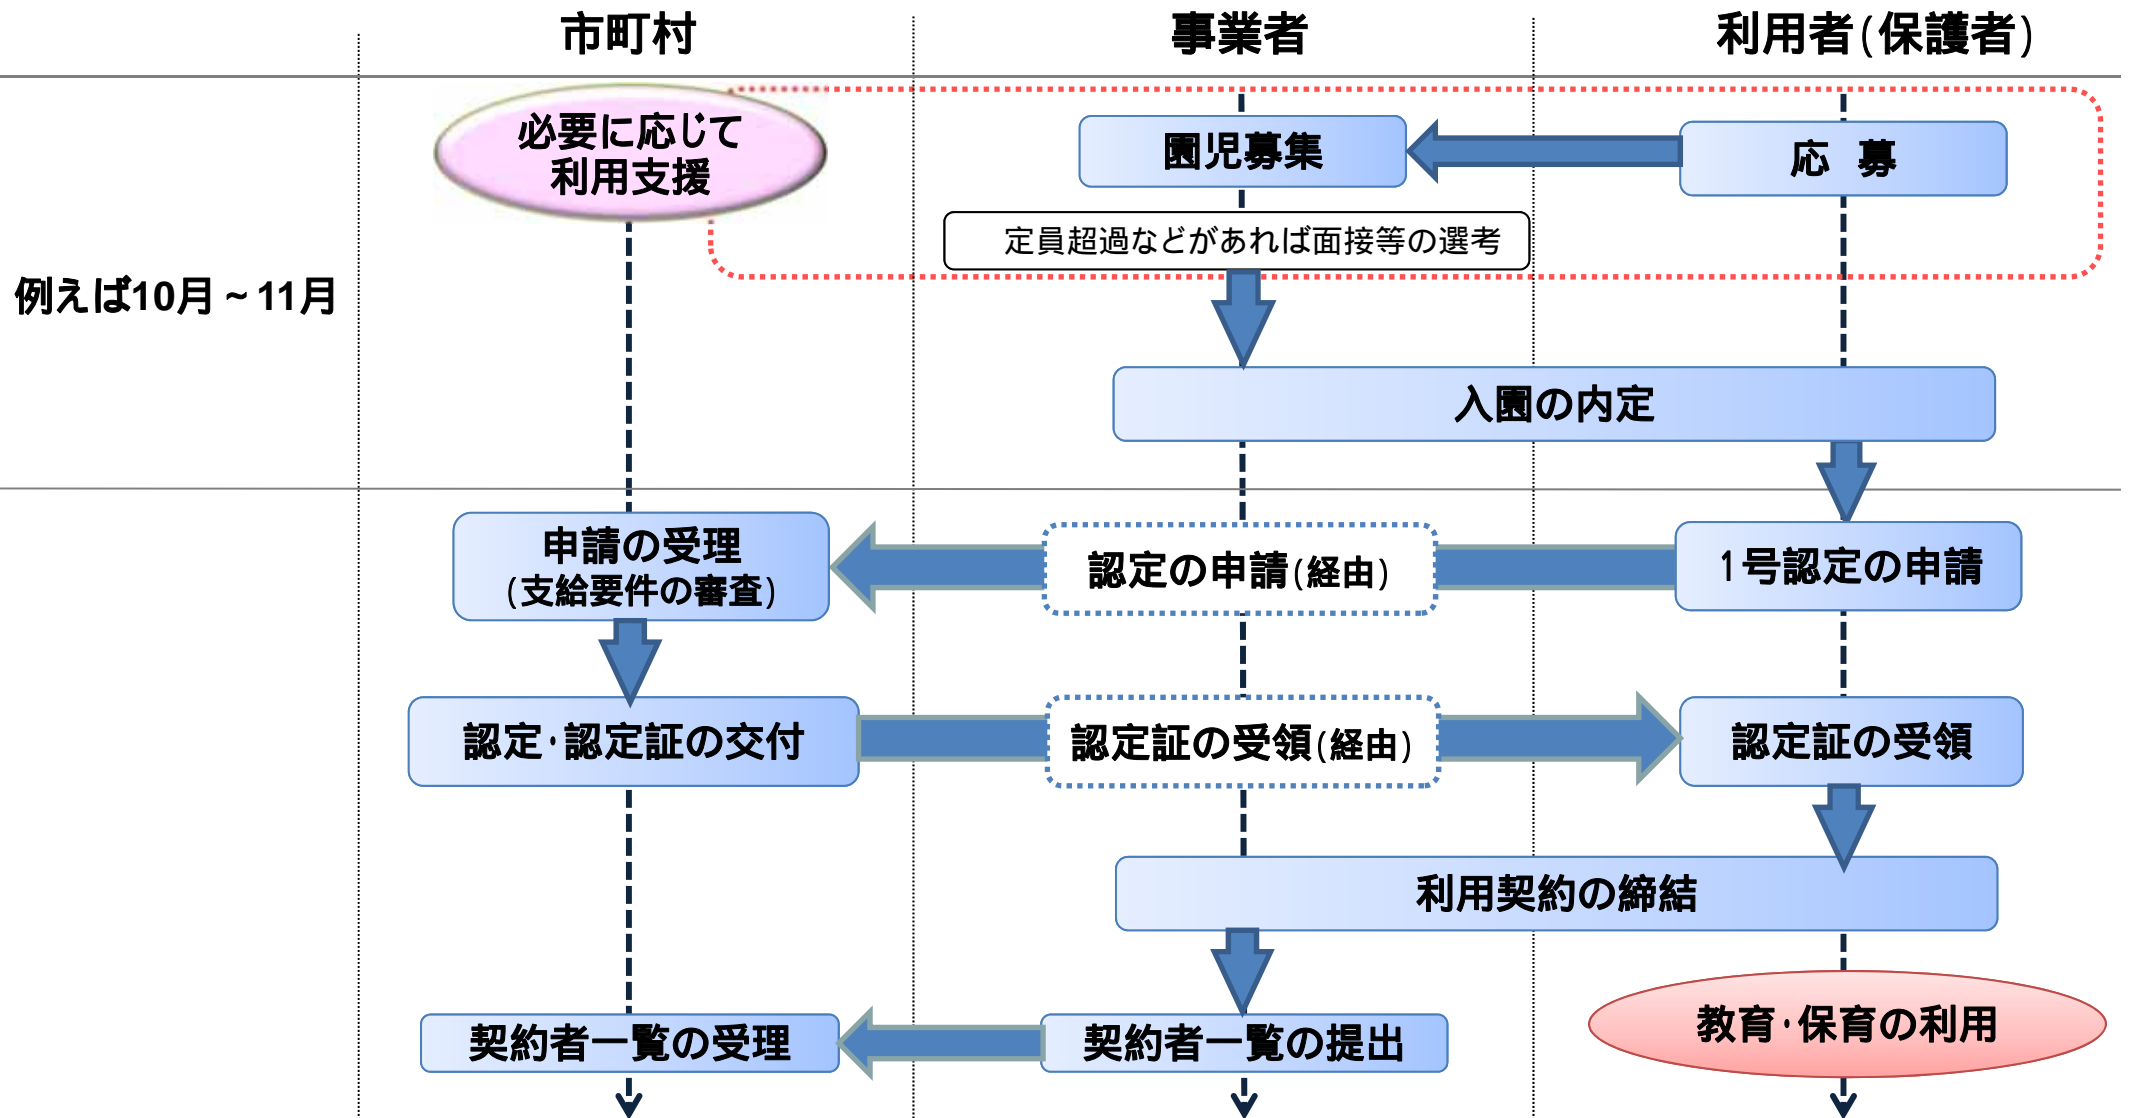 市町村
事業者
利用者(保護者)
必要に応じて
利用支援
園児募集
応 募
定員超過などがあれば面接等の選考
例えば10月~11月
入園の内定
申請の受理
(支給要件の審査)
認定の申請(経由)
1号認定の申請
認定・認定証の交付
認定証の受領(経由)
認定証の受領
利用契約の締結
教育・保育の利用
契約者一覧の受理
契約者一覧の提出